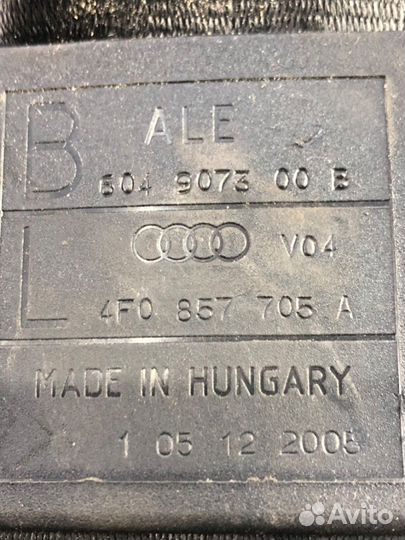 B ALE
604 9073 00 B
V04
L 4F0 857 705 A
MADE IN HUNGARY
1 05 12 2005
Avito